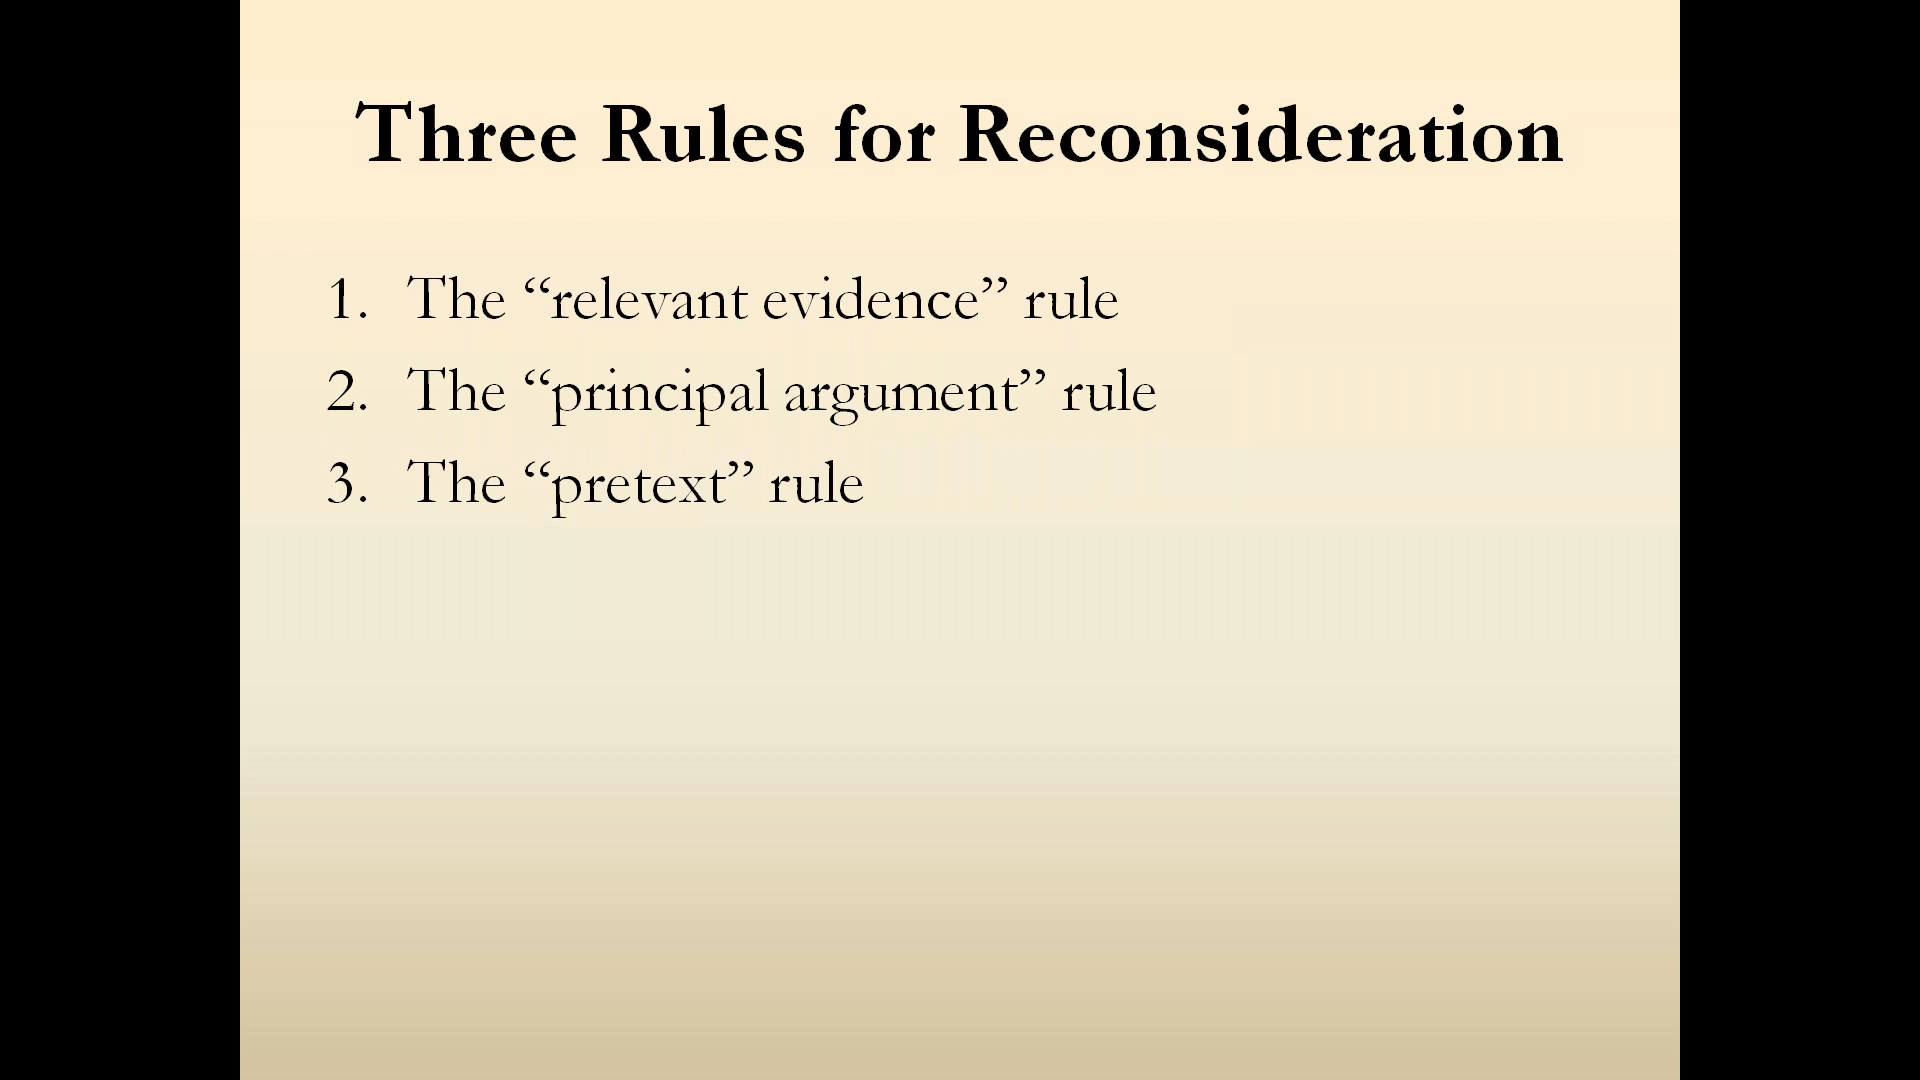 Three Rules for Reconsideration
1. The “relevant evidence” rule
2. The “principal argument” rule
3. The “pretext” rule